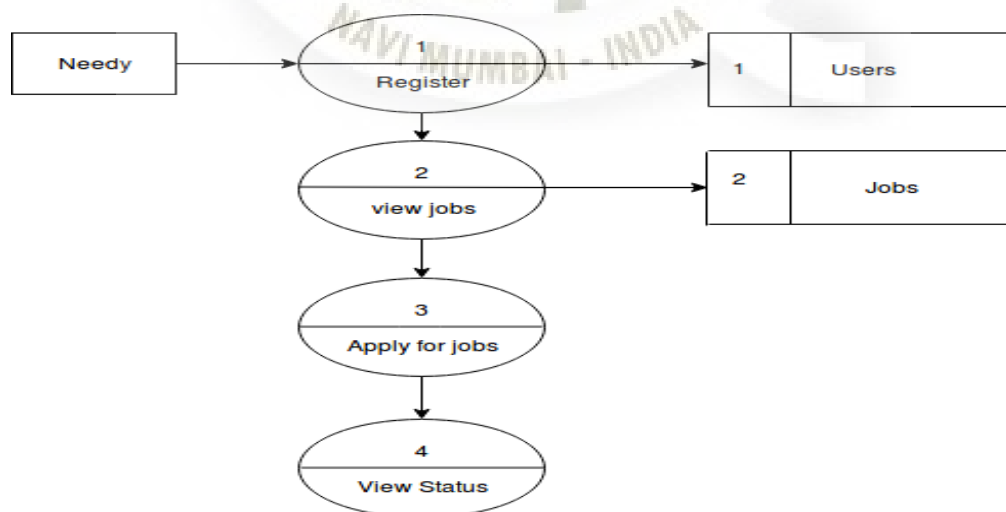 NAVI MUMBAI - INDIA
Needy
1
Register
1 Users
2
view jobs
2 Jobs
3
Apply for jobs
4
View Status